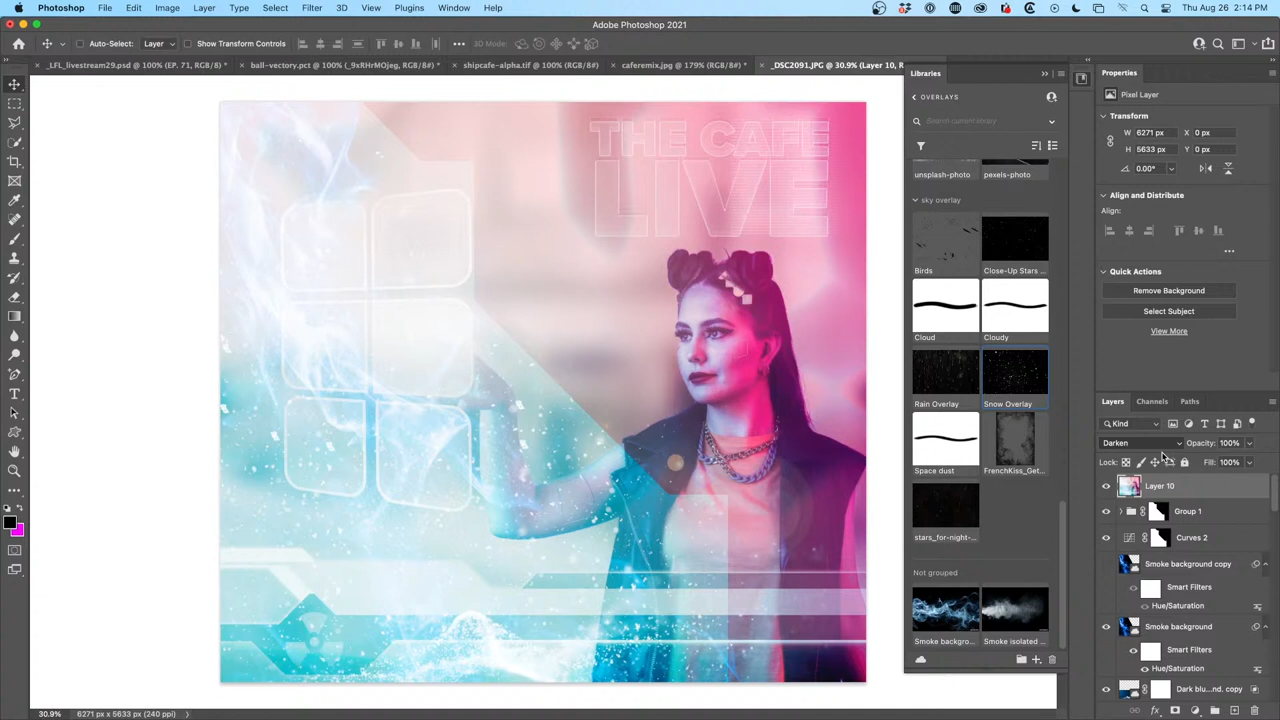 Photoshop File Edit Image Layer Type Select Filter 3D View Plugins Window Help Thu Aug 26 2:14 PM
Adobe Photoshop 2021
Auto-Select: Layer Show Transform Controls 3D Mode:
_LFL_livestream29.psd @ 100% (EP. 71, RGB/8) *
ball-vectory.pct @ 100% (_9xRHrMOjeg, RGB/8*) *
shipcafe-alpha.tif @ 100% (RGB/8#)
caferemix.jpg @ 179% (RGB/8#) *
_DSC2091.JPG @ 30.9% (Layer 10, R
THE CAFE
LIVE
Libraries
OVERLAYS
Search current library
unsplash-photo pexels-photo
sky overlay
Birds Close-Up Stars ...
Cloud Cloudy
Rain Overlay Snow Overlay
Space dust FrenchKiss_Get...
stars_for-night-...
Not grouped
Smoke backgro... Smoke isolated ...
Properties
Pixel Layer
Transform
W 6271 px X 0 px
H 5633 px Y 0 px
0.00°
Align and Distribute
Align:
Quick Actions
Remove Background
Select Subject
View More
Layers Channels Paths
Kind
Darken Opacity: 100%
Lock: Fill: 100%
Layer 10
Group 1
Curves 2
Smoke background copy
Smart Filters
Hue/Saturation
Smoke background
Smart Filters
Hue/Saturation
Dark blu...nd. copy
30.9% 6271 px x 5633 px (240 ppi)